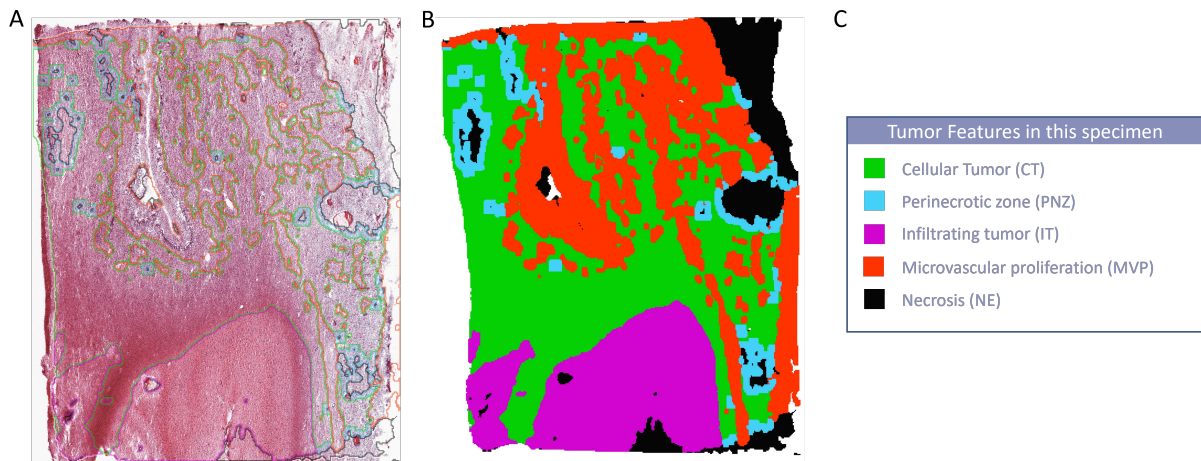 A
B
C
Tumor Features in this specimen
Cellular Tumor (CT)
Perinecrotic zone (PNZ)
Infiltrating tumor (IT)
Microvascular proliferation (MVP)
Necrosis (NE)